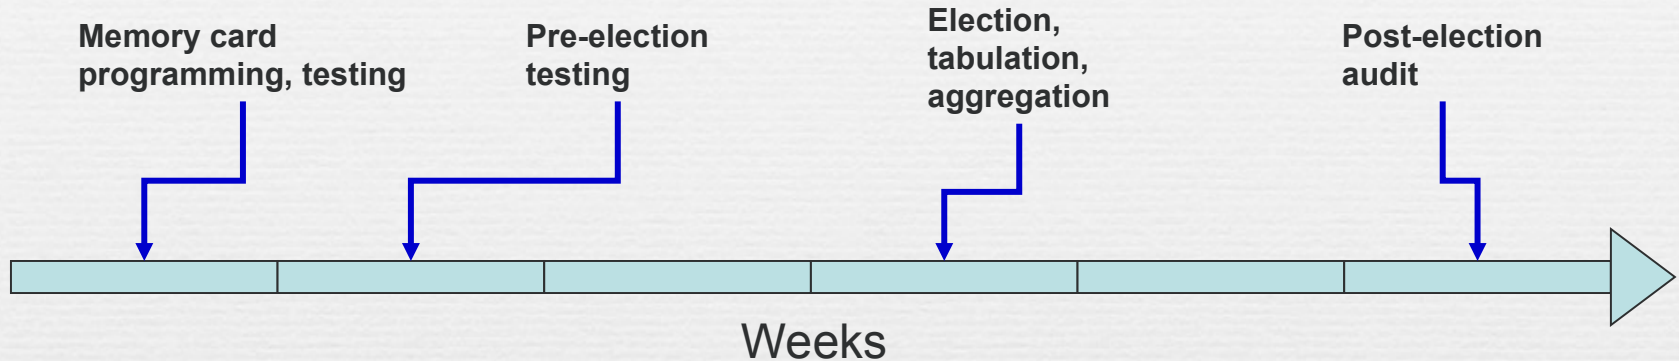 Memory card
programming, testing
Pre-election
testing
Election,
tabulation,
aggregation
Post-election
audit
Weeks